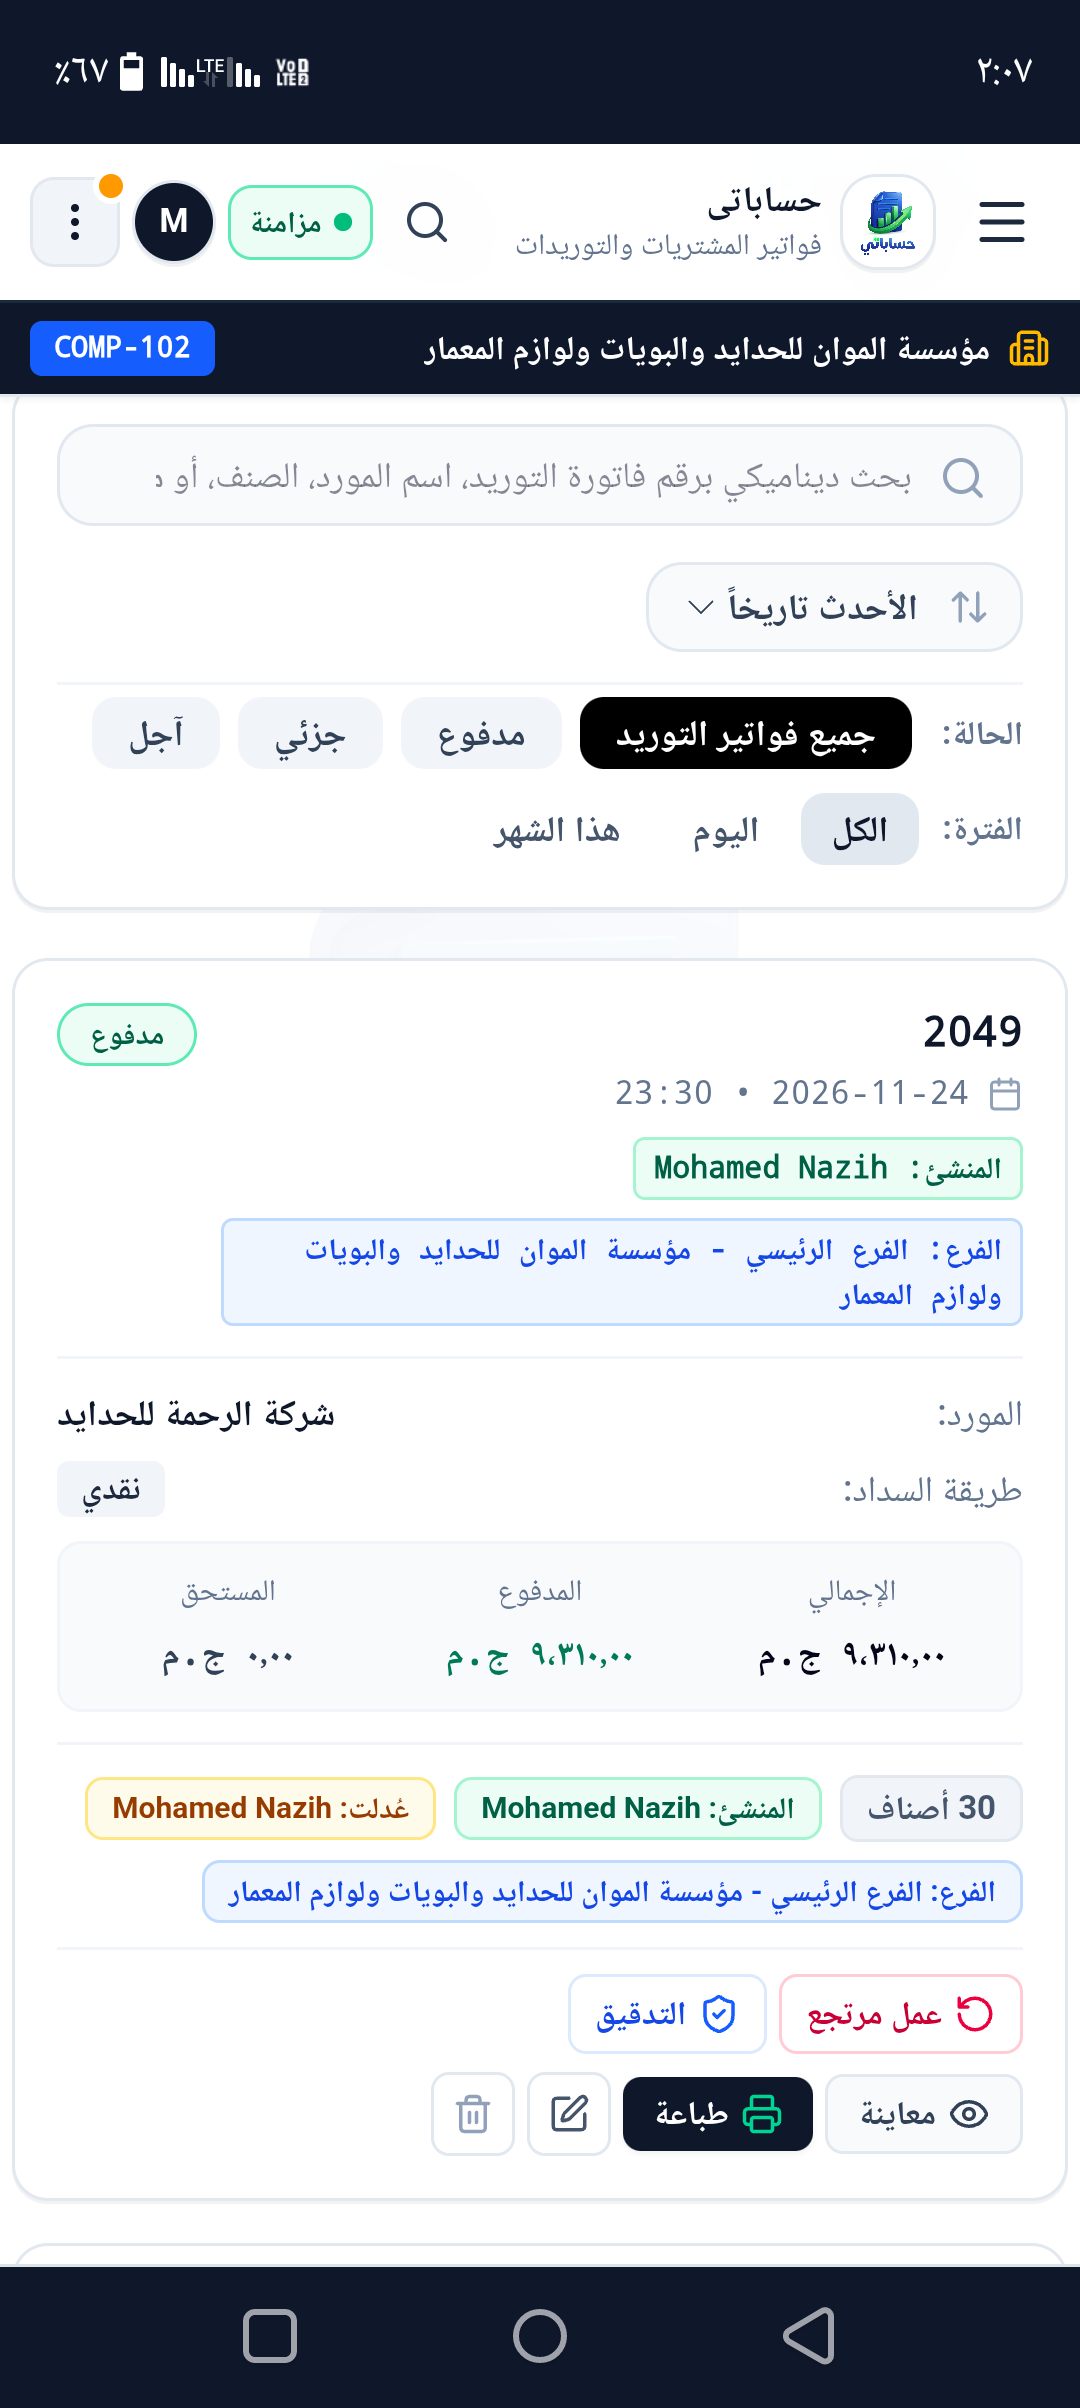 ٢:٠٧
LTE
VoD LTE 2
٪٦٧
حساباتى
فواتير المشتريات والتوريدات
حساباتي
مزامنة
M
مؤسسة الموان للحدايد والبويات ولوازم المعمار
COMP-102
بحث ديناميكي برقم فاتورة التوريد، اسم المورد، الصنف، أو
الأحدث تاريخاً
الحالة:
جميع فواتير التوريد
مدفوع
جزئي
آجل
الفترة:
الكل
اليوم
هذا الشهر
2049
مدفوع
2026-11-24 • 23:30
المنشئ: Mohamed Nazih
الفرع: الفرع الرئيسي - مؤسسة الموان للحدايد والبويات
ولوازم المعمار
المورد:
شركة الرحمة للحدايد
طريقة السداد:
نقدي
الإجمالي
المدفوع
المستحق
٩،٣١٠,٠٠ ج.م
٩،٣١٠,٠٠ ج.م
٠,٠٠ ج.م
30 أصناف
المنشئ: Mohamed Nazih
عُدلت: Mohamed Nazih
الفرع: الفرع الرئيسي - مؤسسة الموان للحدايد والبويات ولوازم المعمار
عمل مرتجع
التدقيق
معاينة
طباعة